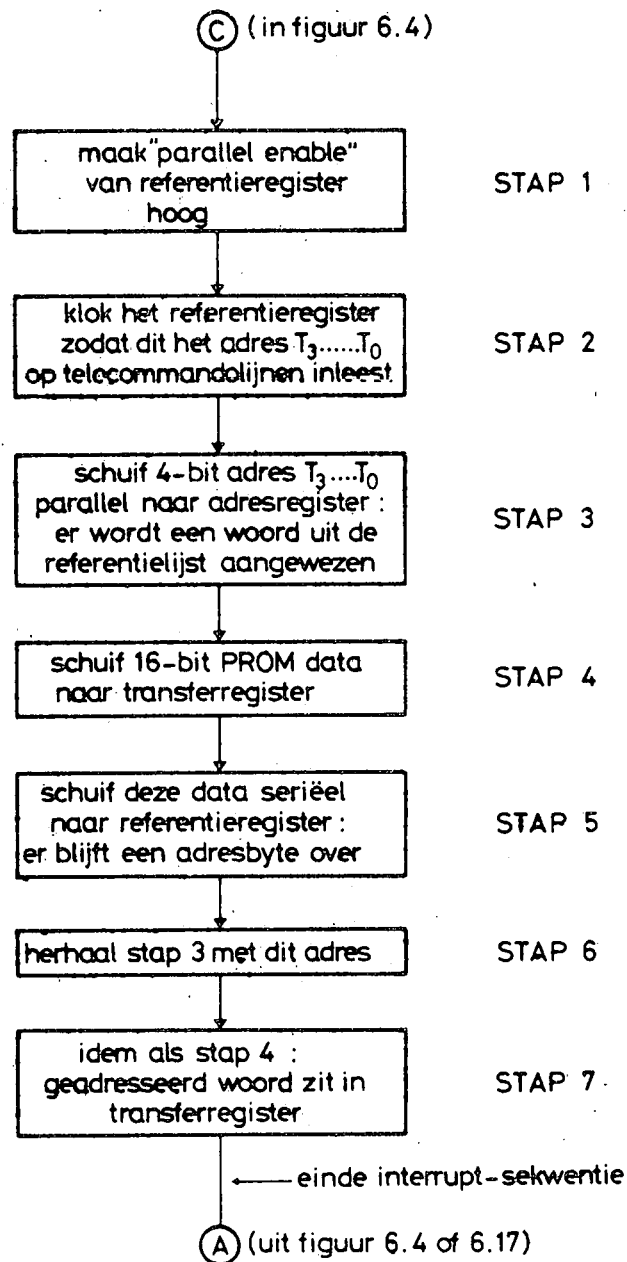 C (in figuur 6.4)
maak "parallel enable"
van referentieregister
hoog
STAP 1
klok het referentieregister
zodat dit het adres T3......T0
op telecommandolijnen inleest
STAP 2
schuif 4-bit adres T3....T0
parallel naar adresregister :
er wordt een woord uit de
referentielijst aangewezen
STAP 3
schuif 16-bit PROM data
naar transferregister
STAP 4
schuif deze data seriëel
naar referentieregister :
er blijft een adresbyte over
STAP 5
herhaal stap 3 met dit adres
STAP 6
idem als stap 4 :
geadresseerd woord zit in
transferregister
STAP 7
einde interrupt-sekwentie
A (uit figuur 6.4 of 6.17)